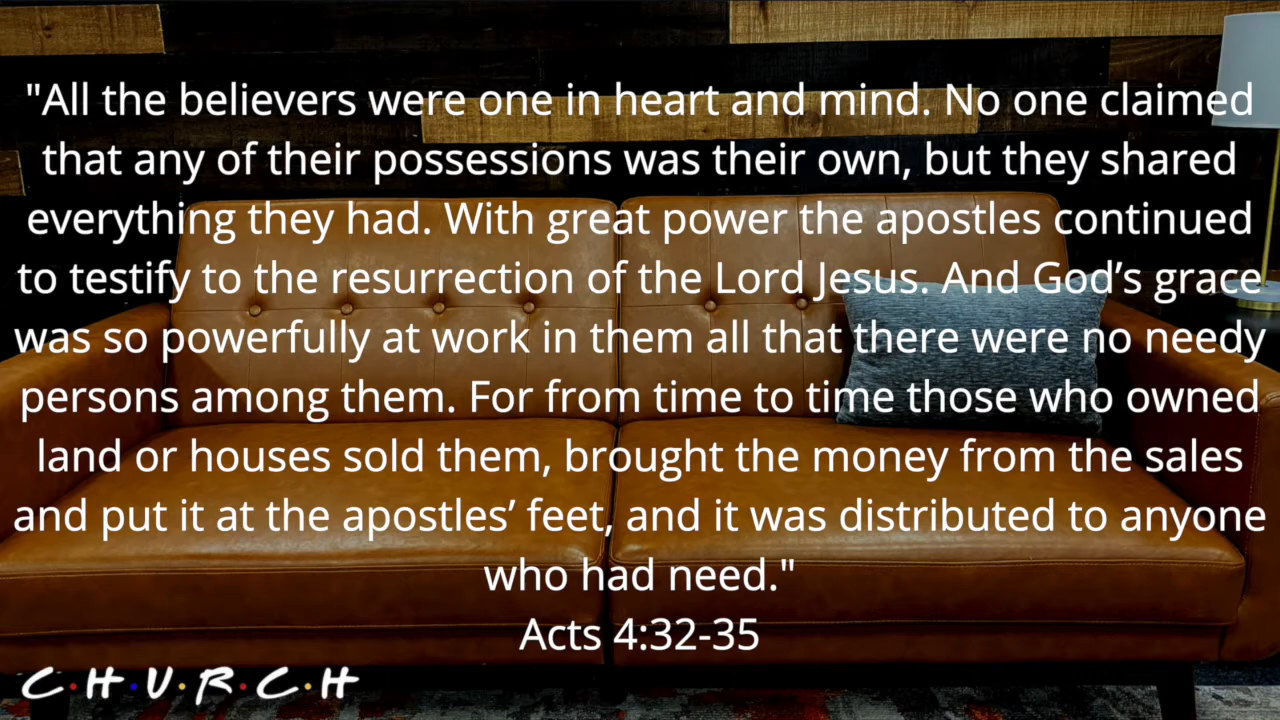 "All the believers were one in heart and mind. No one claimed
that any of their possessions was their own, but they shared
everything they had. With great power the apostles continued
to testify to the resurrection of the Lord Jesus. And God’s grace
was so powerfully at work in them all that there were no needy
persons among them. For from time to time those who owned
land or houses sold them, brought the money from the sales
and put it at the apostles’ feet, and it was distributed to anyone
who had need."
Acts 4:32-35
C·H·U·R·C·H